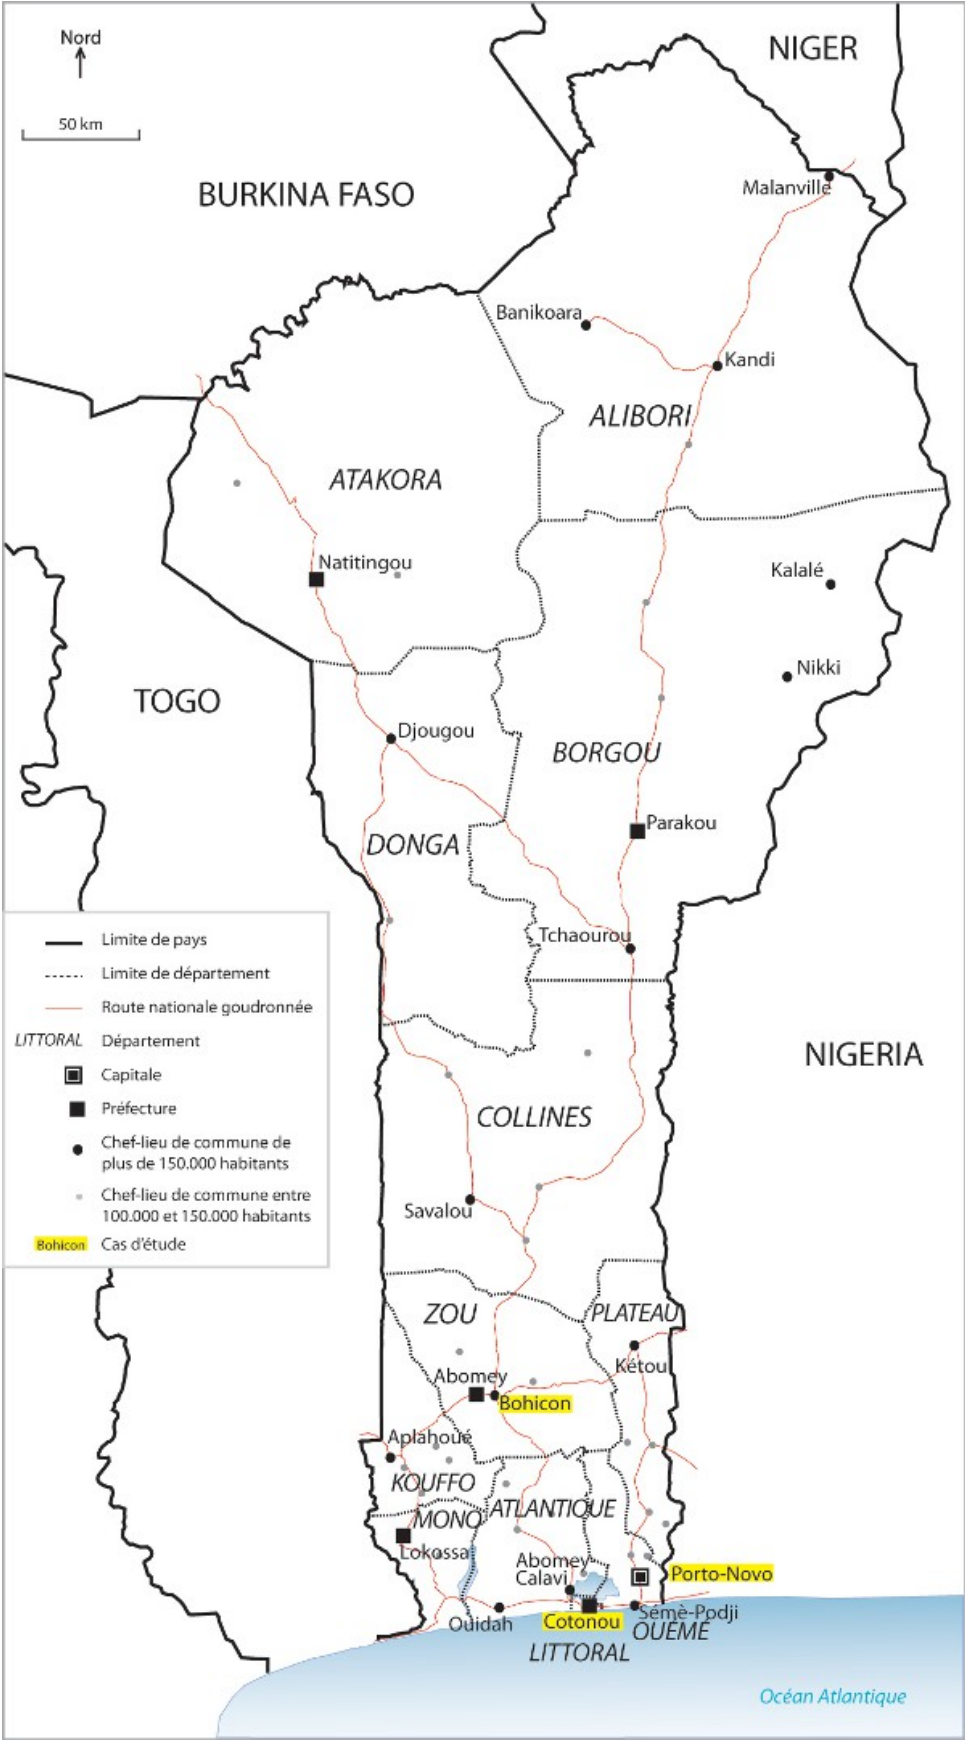 Nord
50 km
NIGER
BURKINA FASO
Malanville
Banikoara
Kandi
ALIBORI
ATAKORA
Natitingou
Kalalé
Nikki
TOGO
Djougou
BORGOU
Parakou
DONGA
Tchaourou
Limite de pays
Limite de département
Route nationale goudronnée
LITTORAL Département
Capitale
Préfecture
Chef-lieu de commune de
plus de 150.000 habitants
Chef-lieu de commune entre
100.000 et 150.000 habitants
Bohicon Cas d'étude
NIGERIA
COLLINES
Savalou
ZOU
PLATEAU
Kétou
Abomey
Bohicon
Aplahoué
KOUFFO
ATLANTIQUE
MONO
Lokossa
Abomey
Calavi
Porto-Novo
Ouidah
Cotonou
Sèmè-Podji
OUÉMÉ
LITTORAL
Océan Atlantique